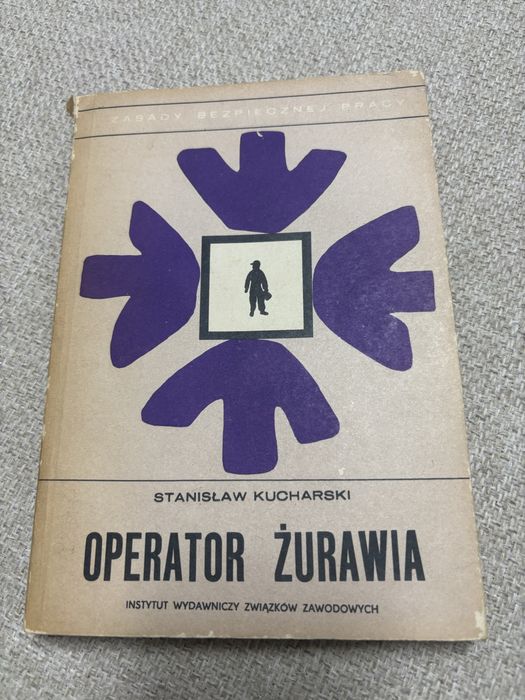 ZASADY BEZPIECZNEJ PRACY
STANISŁAW KUCHARSKI
OPERATOR ŻURAWIA
INSTYTUT WYDAWNICZY ZWIĄZKÓW ZAWODOWYCH